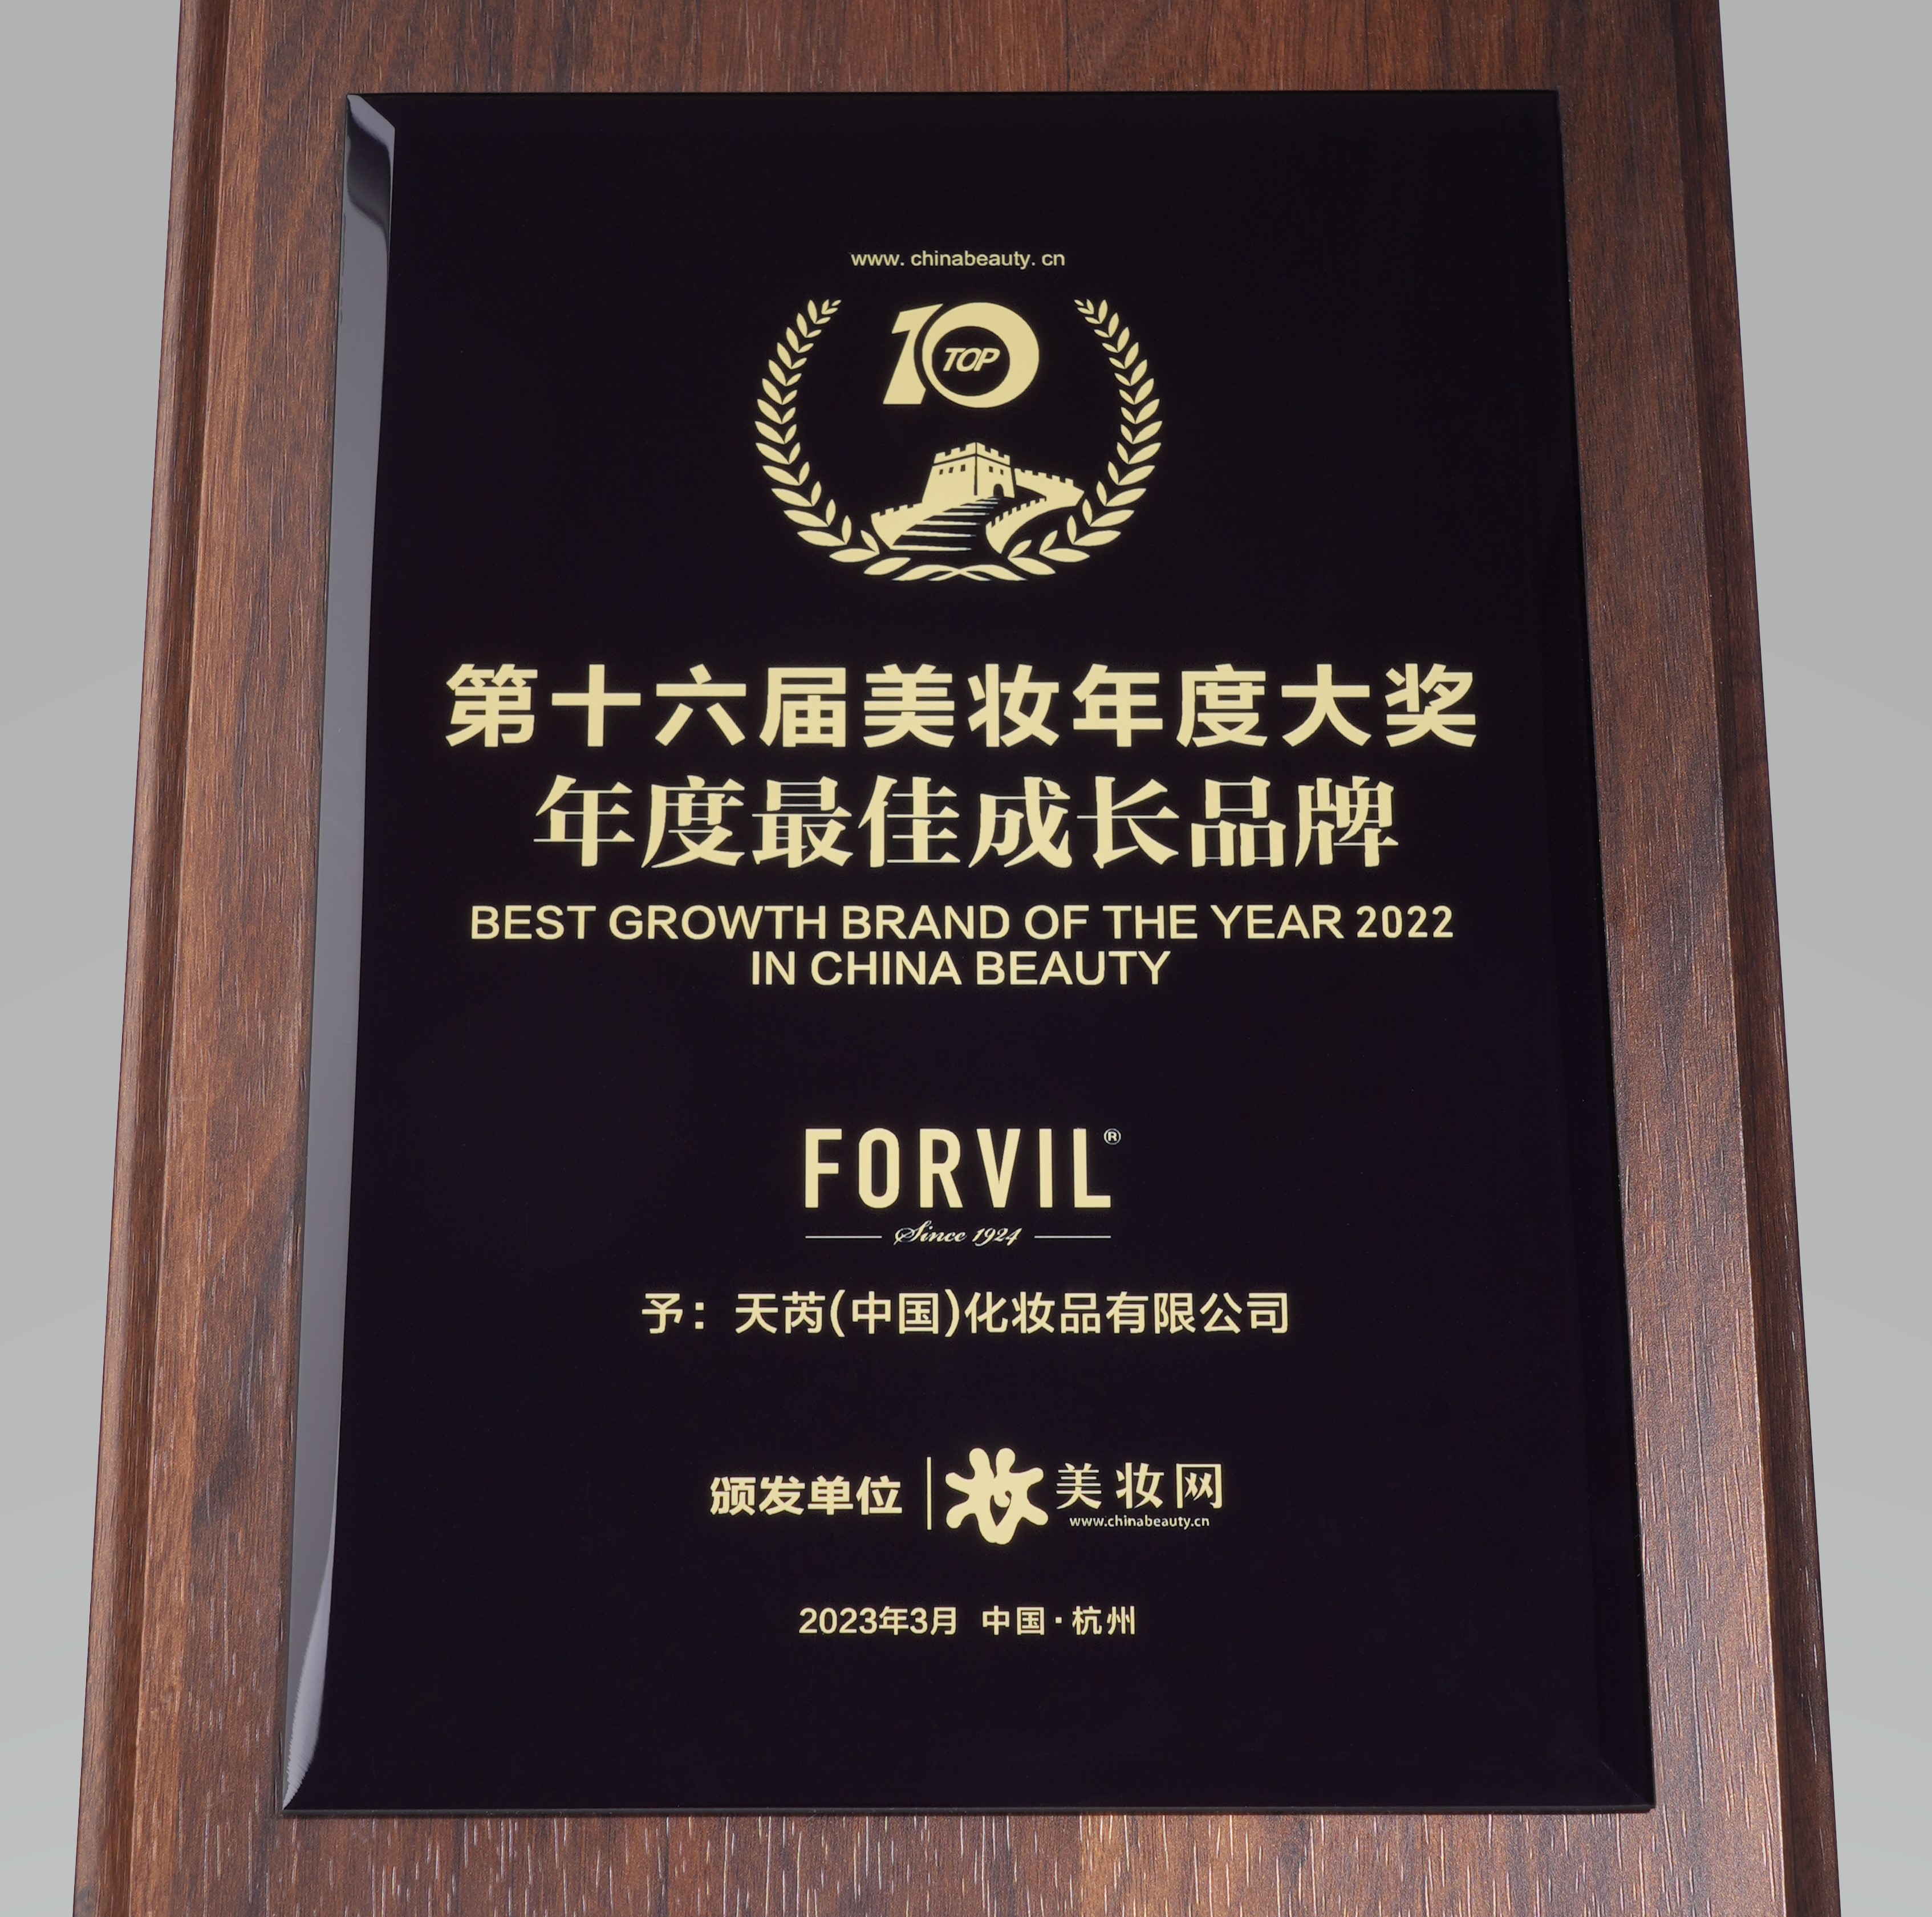 www. chinabeauty. cn
10
TOP
第十六届美妆年度大奖
年度最佳成长品牌
BEST GROWTH BRAND OF THE YEAR 2022
IN CHINA BEAUTY
FORVIL®
Since 1924
予：天芮(中国)化妆品有限公司
颁发单位 | 妆 美妆网
www.chinabeauty.cn
2023年3月 中国·杭州